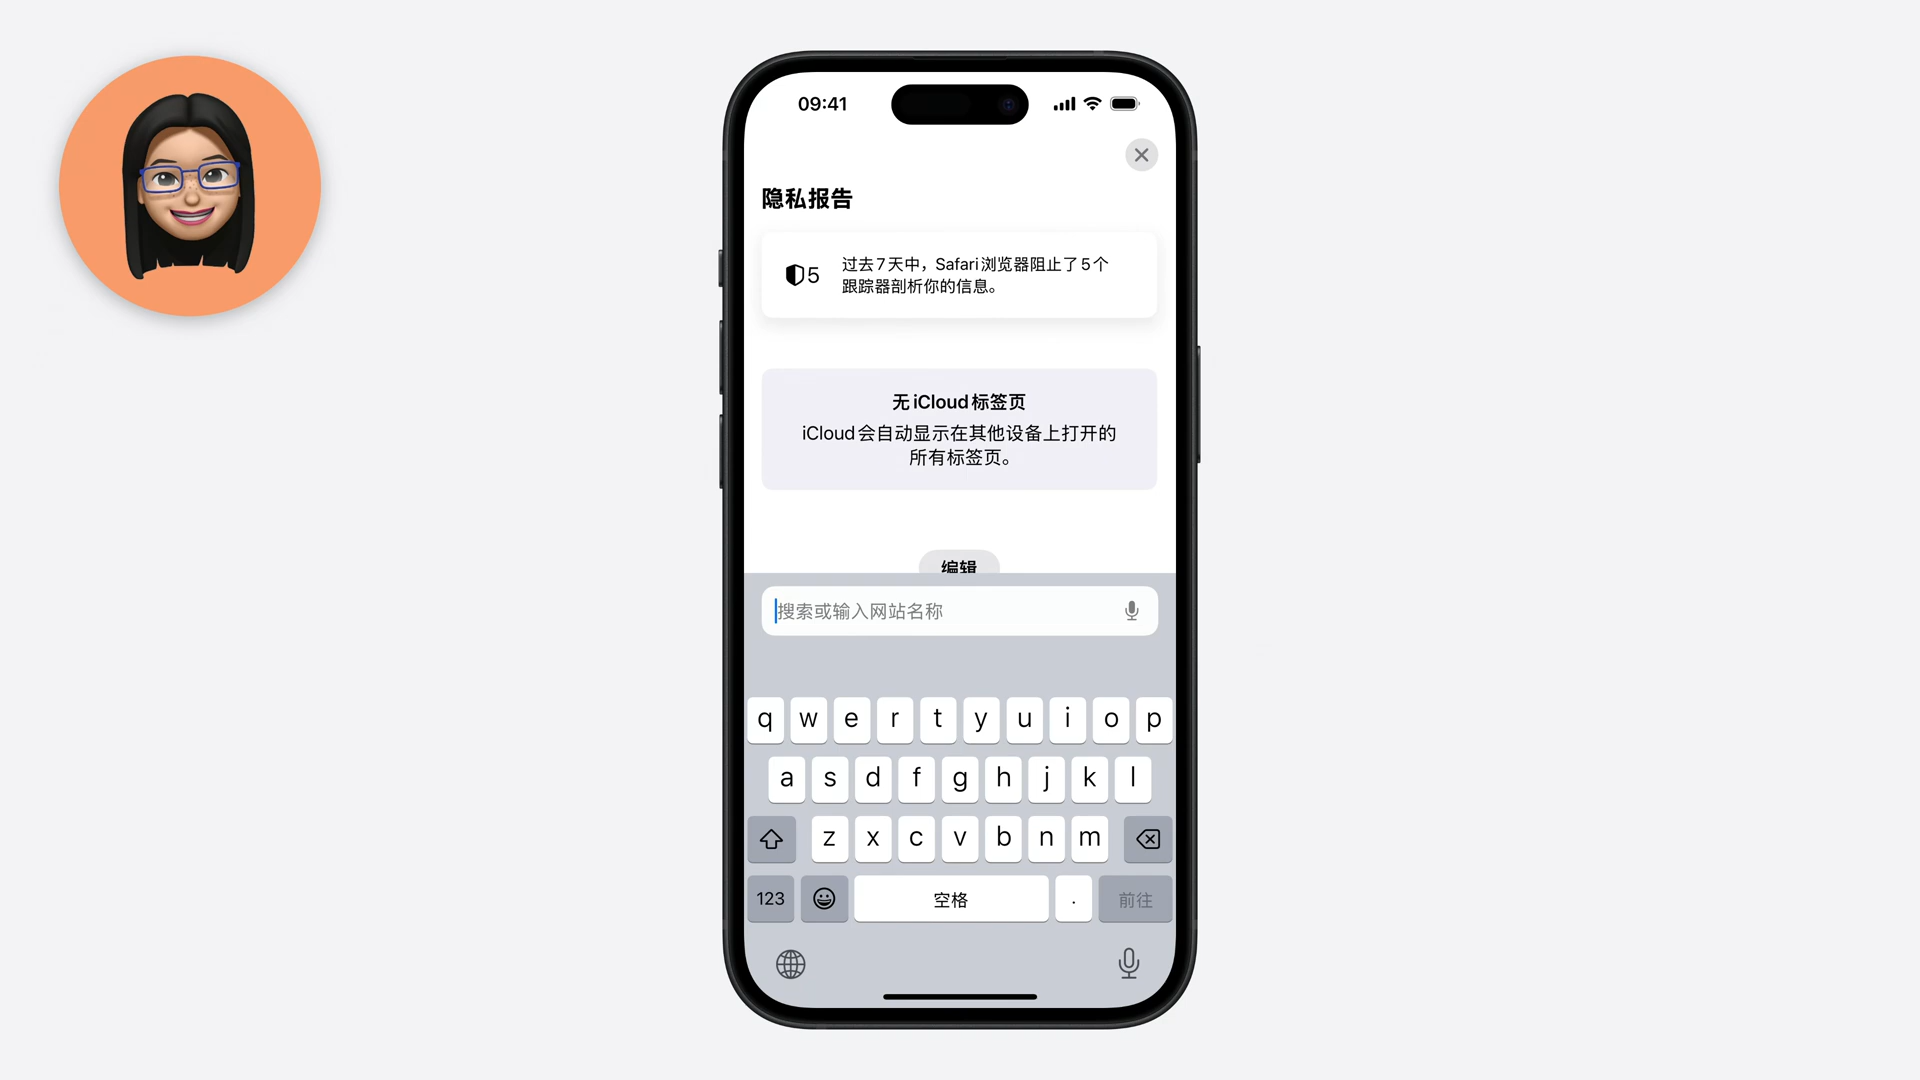 09:41
隐私报告
5
过去7天中，Safari浏览器阻止了5个
跟踪器剖析你的信息。
无iCloud标签页
iCloud会自动显示在其他设备上打开的
所有标签页。
编辑
搜索或输入网站名称
q w e r t y u i o p
a s d f g h j k l
z x c v b n m
123 空格 . 前往